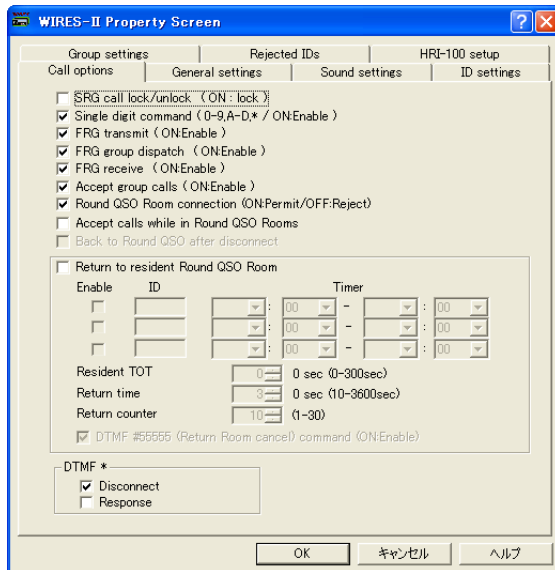 WIRES-II Property Screen
Group settings Rejected IDs HRI-100 setup
Call options General settings Sound settings ID settings
SRG call lock/unlock (ON : lock)
Single digit command (0-9,A-D,* / ON:Enable )
FRG transmit (ON:Enable )
FRG group dispatch (ON:Enable )
FRG receive (ON:Enable )
Accept group calls (ON:Enable )
Round QSO Room connection (ON:Permit/OFF:Reject)
Accept calls while in Round QSO Rooms
Back to Round QSO after disconnect
Return to resident Round QSO Room
Enable ID Timer
: 00 - : 00
: 00 - : 00
: 00 - : 00
Resident TOT 0 0 sec (0-300sec)
Return time 3 0 sec (10-3600sec)
Return counter 10 (1-30)
DTMF #55555 (Return Room cancel) command (ON:Enable)
DTMF *
Disconnect
Response
OK キャンセル ヘルプ